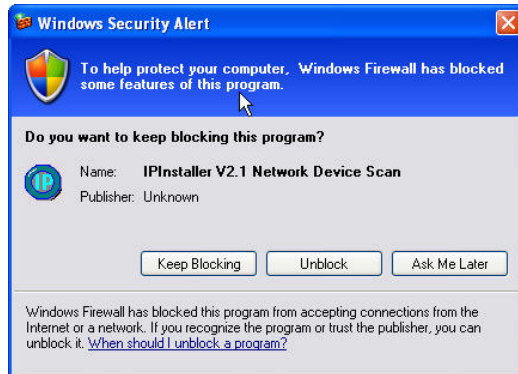 Windows Security Alert
To help protect your computer, Windows Firewall has blocked
some features of this program.
Do you want to keep blocking this program?
IP
Name: IPInstaller V2.1 Network Device Scan
Publisher: Unknown
Keep Blocking Unblock Ask Me Later
Windows Firewall has blocked this program from accepting connections from the
Internet or a network. If you recognize the program or trust the publisher, you can
unblock it. When should I unblock a program?